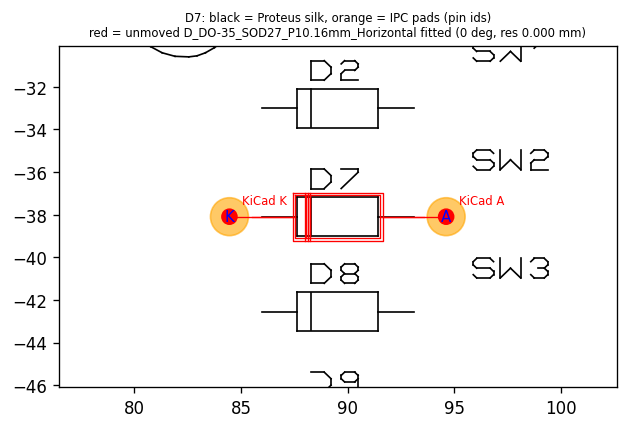 D7: black = Proteus silk, orange = IPC pads (pin ids)
red = unmoved D_DO-35_SOD27_P10.16mm_Horizontal fitted (0 deg, res 0.000 mm)
D2
−32
−34
SW2
−36
D7
KiCad K
KiCad A
−38
K
A
−40
D8
SW3
−42
−44
D9
−46
80
85
90
95
100